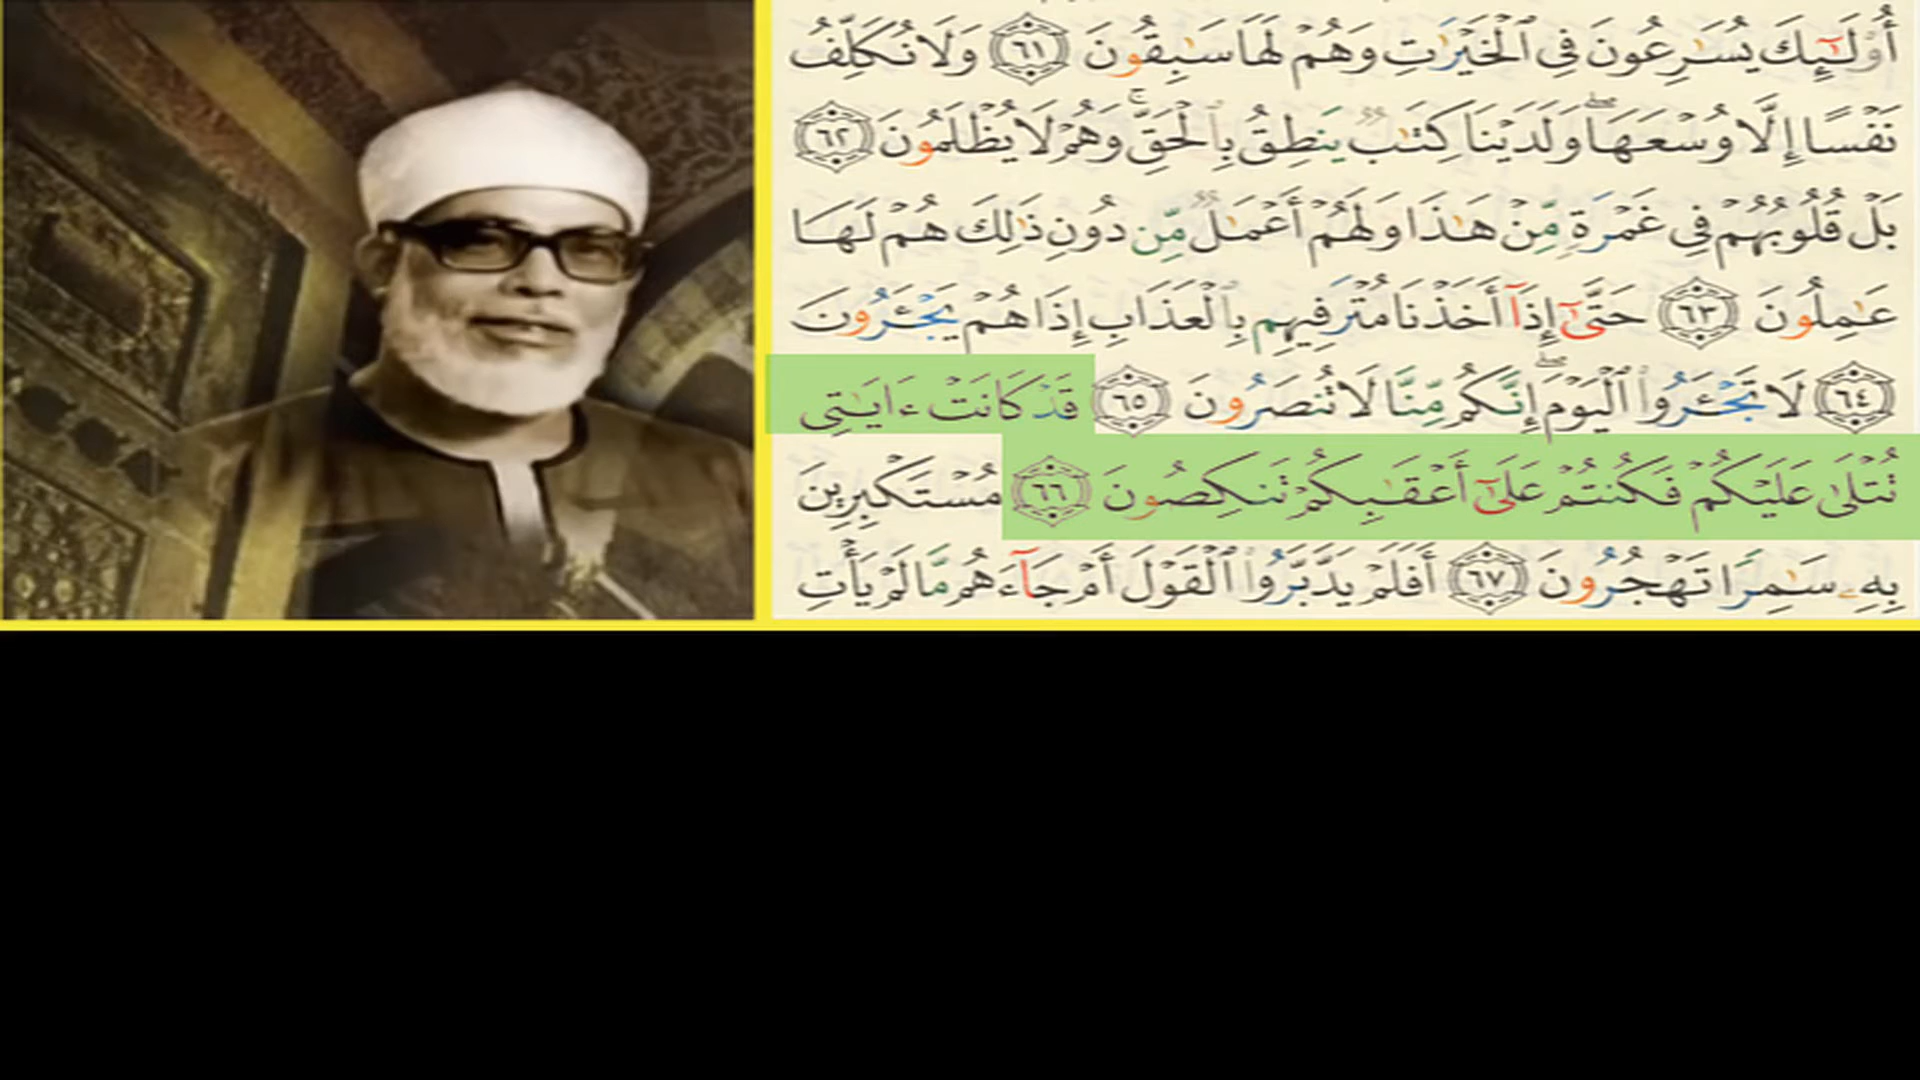 أُو۟لَـٰٓئِكَ يُسَـٰرِعُونَ فِى ٱلْخَيْرَٰتِ وَهُمْ لَهَا سَـٰبِقُونَ ٦١ وَلَا نُكَلِّفُ
نَفْسًا إِلَّا وُسْعَهَا ۖ وَلَدَيْنَا كِتَـٰبٌ يَنطِقُ بِٱلْحَقِّ ۚ وَهُمْ لَا يُظْلَمُونَ ٦٢
بَلْ قُلُوبُهُمْ فِى غَمْرَةٍ مِّنْ هَـٰذَا وَلَهُمْ أَعْمَـٰلٌ مِّن دُونِ ذَٰلِكَ هُمْ لَهَا
عَـٰمِلُونَ ٦٣ حَتَّىٰٓ إِذَآ أَخَذْنَا مُتْرَفِيهِم بِٱلْعَذَابِ إِذَا هُمْ يَجْـَٔرُونَ
٦٤ لَا تَجْـَٔرُوا۟ ٱلْيَوْمَ ۖ إِنَّكُم مِّنَّا لَا تُنصَرُونَ ٦٥ قَدْ كَانَتْ ءَايَـٰتِى
تُتْلَىٰ عَلَيْكُمْ فَكُنتُمْ عَلَىٰٓ أَعْقَـٰبِكُمْ تَنكِصُونَ ٦٦ مُسْتَكْبِرِينَ
بِهِۦ سَـٰمِرًا تَهْجُرُونَ ٦٧ أَفَلَمْ يَدَّبَّرُوا۟ ٱلْقَوْلَ أَمْ جَآءَهُم مَّا لَمْ يَأْتِ